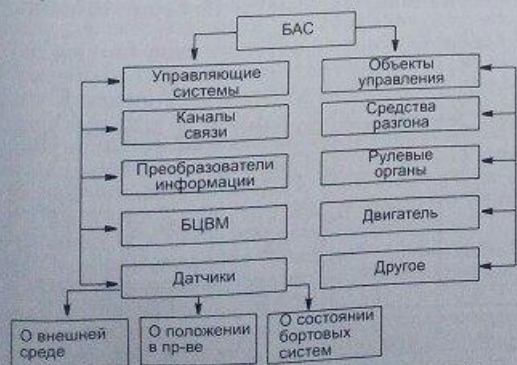 БАС
Управляющие
системы
Каналы
связи
Преобразователи
информации
БЦВМ
Датчики
Объекты
управления
Средства
разгона
Рулевые
органы
Двигатель
Другое
О внешней
среде
О положении
в пр-ве
О состоянии
бортовых
систем